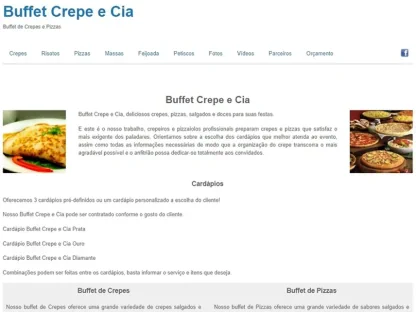 Buffet Crepe e Cia
Buffet de Crepes e Pizzas
Crepes Risotos Pizzas Massas Feijoada Petiscos Fotos Vídeos Parceiros Orçamento
Buffet Crepe e Cia
Buffet Crepe e Cia, deliciosos crepes, pizzas, salgados e doces para suas festas.
E este é o nosso trabalho, crepeiros e pizzaiolos profissionais preparam crepes e pizzas que satisfaz o
mais exigente dos paladares. Orientamos sobre a escolha dos cardápios que melhor atenda ao evento,
assim como todas as informações necessárias de modo que a organização do crepe transcorra o mais
agradável possível e o anfitrião possa dedicar-se totalmente aos convidados.
Cardápios
Oferecemos 3 cardápios pré-definidos ou um cardápio personalizado a escolha do cliente!
Nosso Buffet Crepe e Cia pode ser contratado conforme o gosto do cliente.
Cardápio Buffet Crepe e Cia Prata
Cardápio Buffet Crepe e Cia Ouro
Cardápio Buffet Crepe e Cia Diamante
Combinações podem ser feitas entre os cardápios, basta informar o serviço e itens que deseja
Buffet de Crepes Buffet de Pizzas
Nosso buffet de Crepes oferece uma grande variedade de crepes salgados e
Nosso buffet de Pizzas oferece uma grande variedade de sabores salgados e